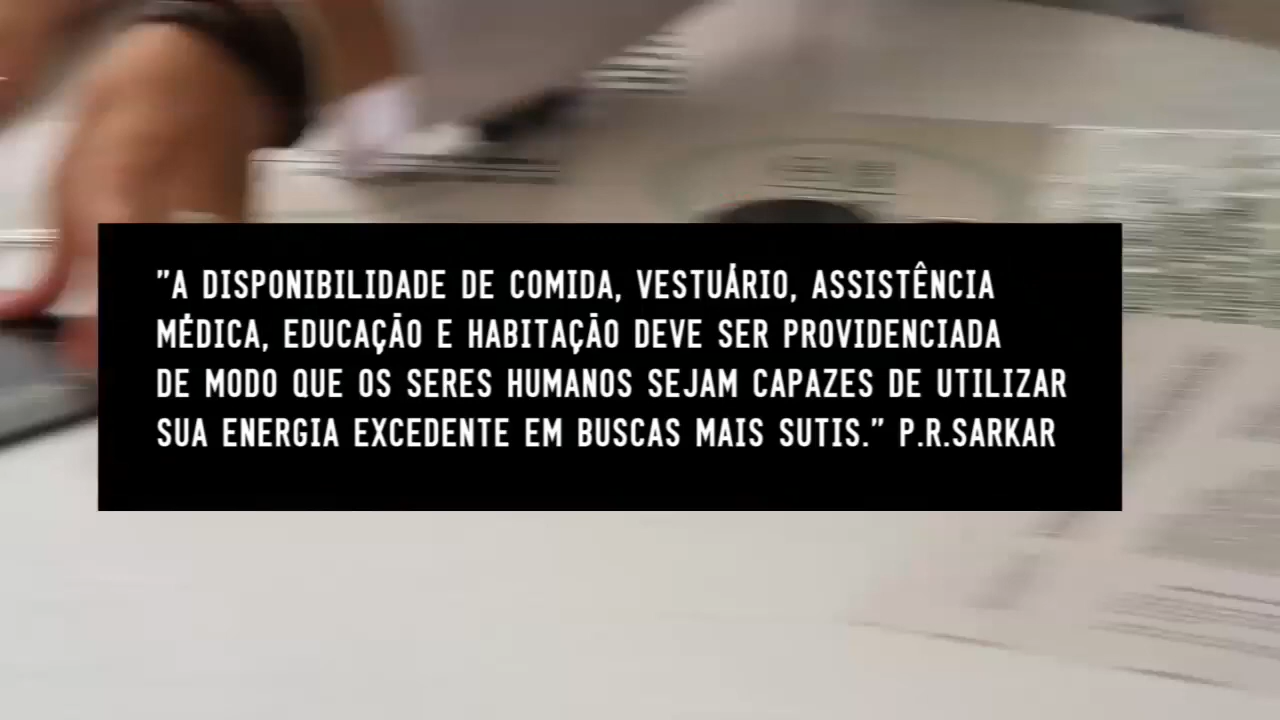 "A DISPONIBILIDADE DE COMIDA, VESTUÁRIO, ASSISTÊNCIA
MÉDICA, EDUCAÇÃO E HABITAÇÃO DEVE SER PROVIDENCIADA
DE MODO QUE OS SERES HUMANOS SEJAM CAPAZES DE UTILIZAR
SUA ENERGIA EXCEDENTE EM BUSCAS MAIS SUTIS." P.R.SARKAR